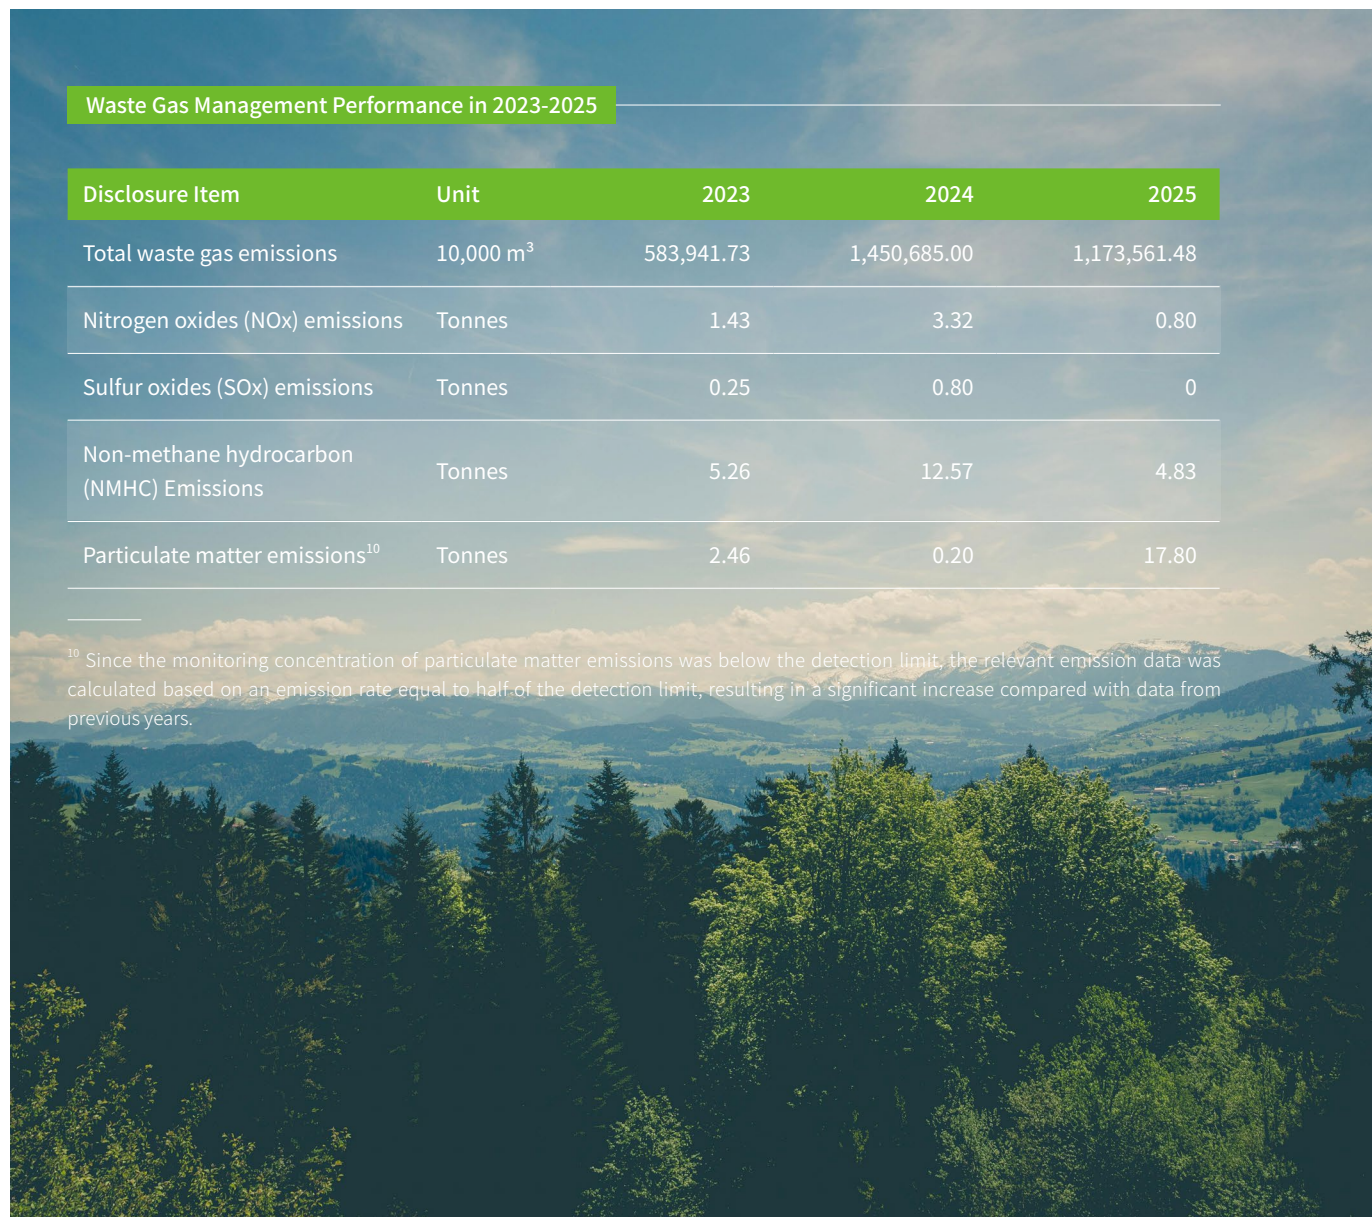 Waste Gas Management Performance in 2023-2025
Disclosure Item Unit 2023 2024 2025
Total waste gas emissions 10,000 m³ 583,941.73 1,450,685.00 1,173,561.48
Nitrogen oxides (NOx) emissions Tonnes 1.43 3.32 0.80
Sulfur oxides (SOx) emissions Tonnes 0.25 0.80 0
Non-methane hydrocarbon
(NMHC) Emissions Tonnes 5.26 12.57 4.83
Particulate matter emissions¹⁰ Tonnes 2.46 0.20 17.80
¹⁰ Since the monitoring concentration of particulate matter emissions was below the detection limit, the relevant emission data was
calculated based on an emission rate equal to half of the detection limit, resulting in a significant increase compared with data from
previous years.